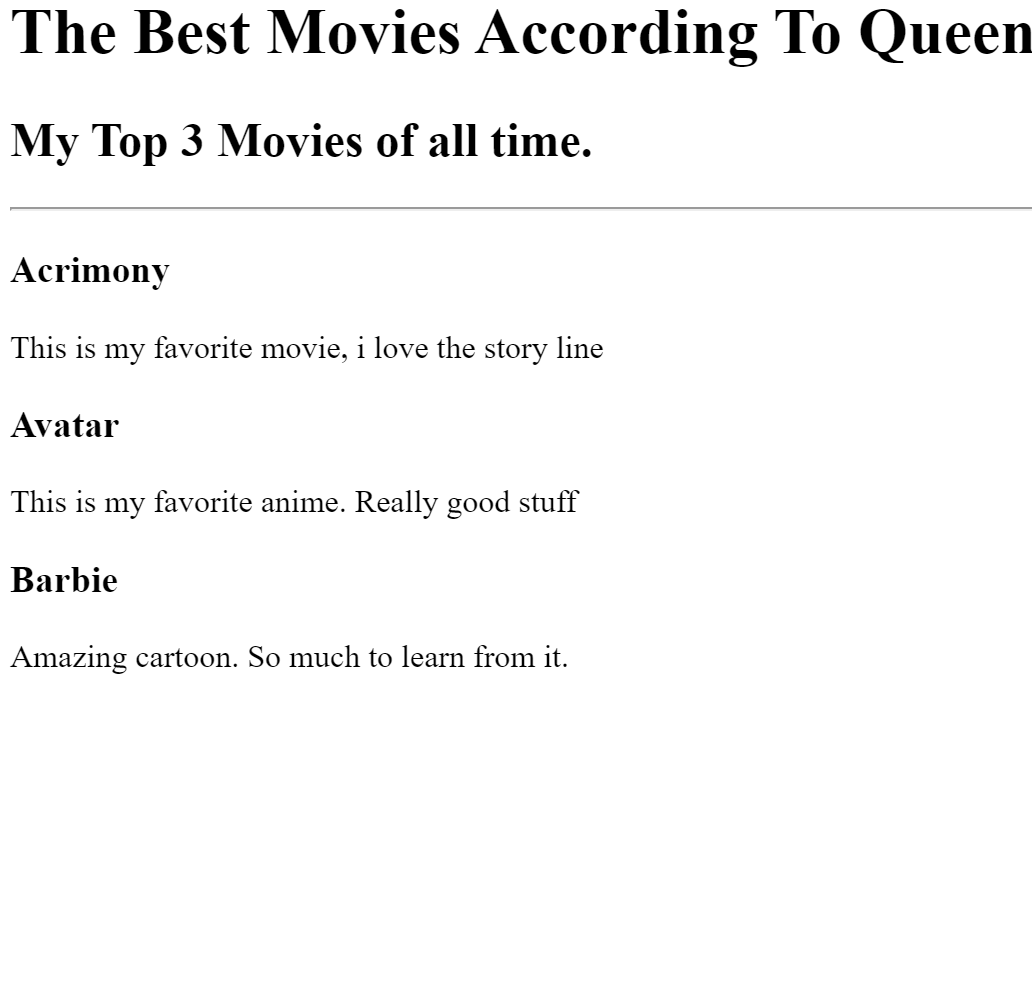 The Best Movies According To Queen
My Top 3 Movies of all time.
Acrimony
This is my favorite movie, i love the story line
Avatar
This is my favorite anime. Really good stuff
Barbie
Amazing cartoon. So much to learn from it.